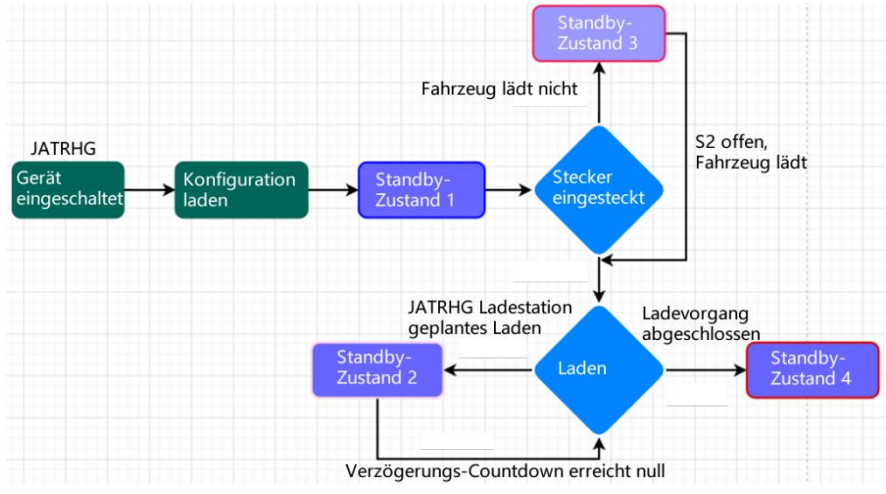 Standby-
Zustand 3
Fahrzeug lädt nicht
S2 offen,
Fahrzeug lädt
JATRHG
Gerät
eingeschaltet
Konfiguration
laden
Standby-
Zustand 1
Stecker
eingesteckt
JATRHG Ladestation
geplantes Laden
Ladevorgang
abgeschlossen
Standby-
Zustand 2
Laden
Standby-
Zustand 4
Verzögerungs-Countdown erreicht null